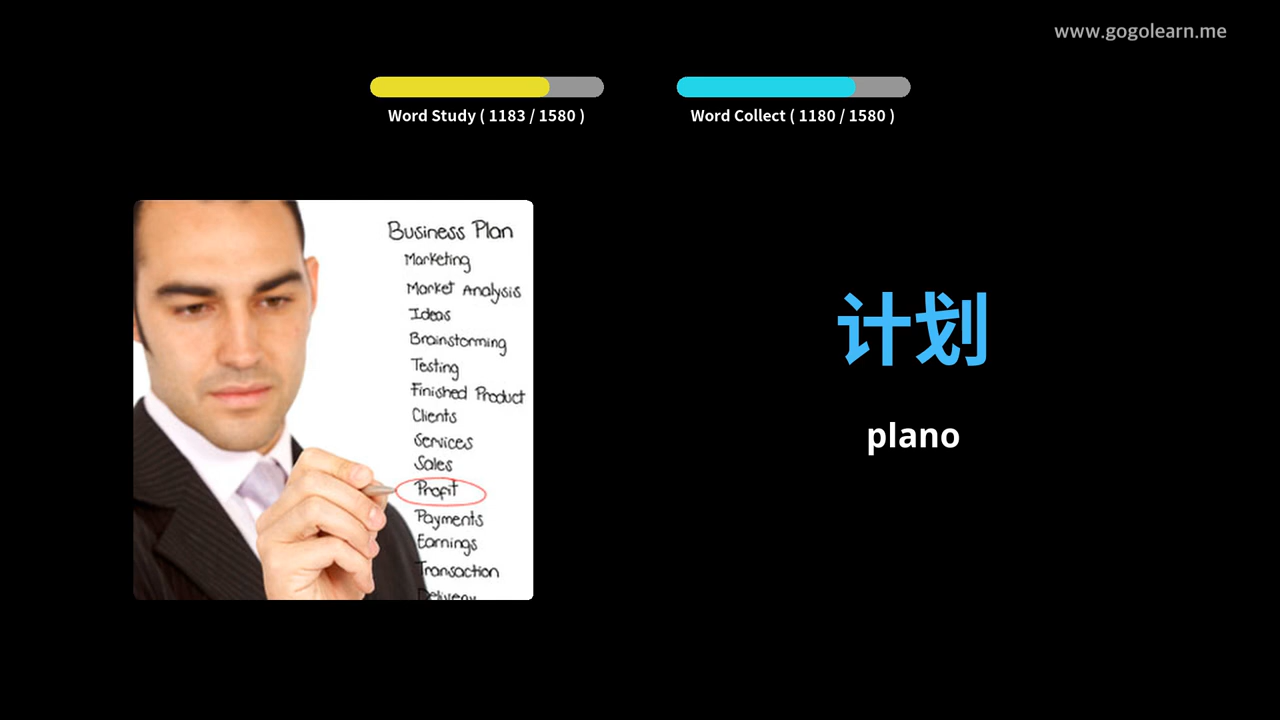 www.gogolearn.me
Word Study ( 1183 / 1580 )
Word Collect ( 1180 / 1580 )
Business Plan
Marketing
Market Analysis
Ideas
Brainstorming
Testing
Finished Product
Clients
Services
Sales
Profit
Payments
Earnings
Transaction
Delivery
计划
plano